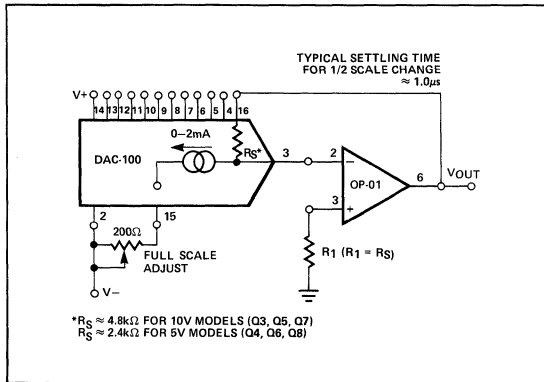 TYPICAL SETTLING TIME
FOR 1/2 SCALE CHANGE
≈ 1.0μs
V+
14 13 12 11 10 9 8 7 6 5 4 16
0–2mA
RS*
DAC-100
3
2
–
OP-01
6
VOUT
3
+
2
15
200Ω
FULL SCALE
ADJUST
R1 (R1 = RS)
V–
*RS ≈ 4.8kΩ FOR 10V MODELS (Q3, Q5, Q7)
RS ≈ 2.4kΩ FOR 5V MODELS (Q4, Q6, Q8)